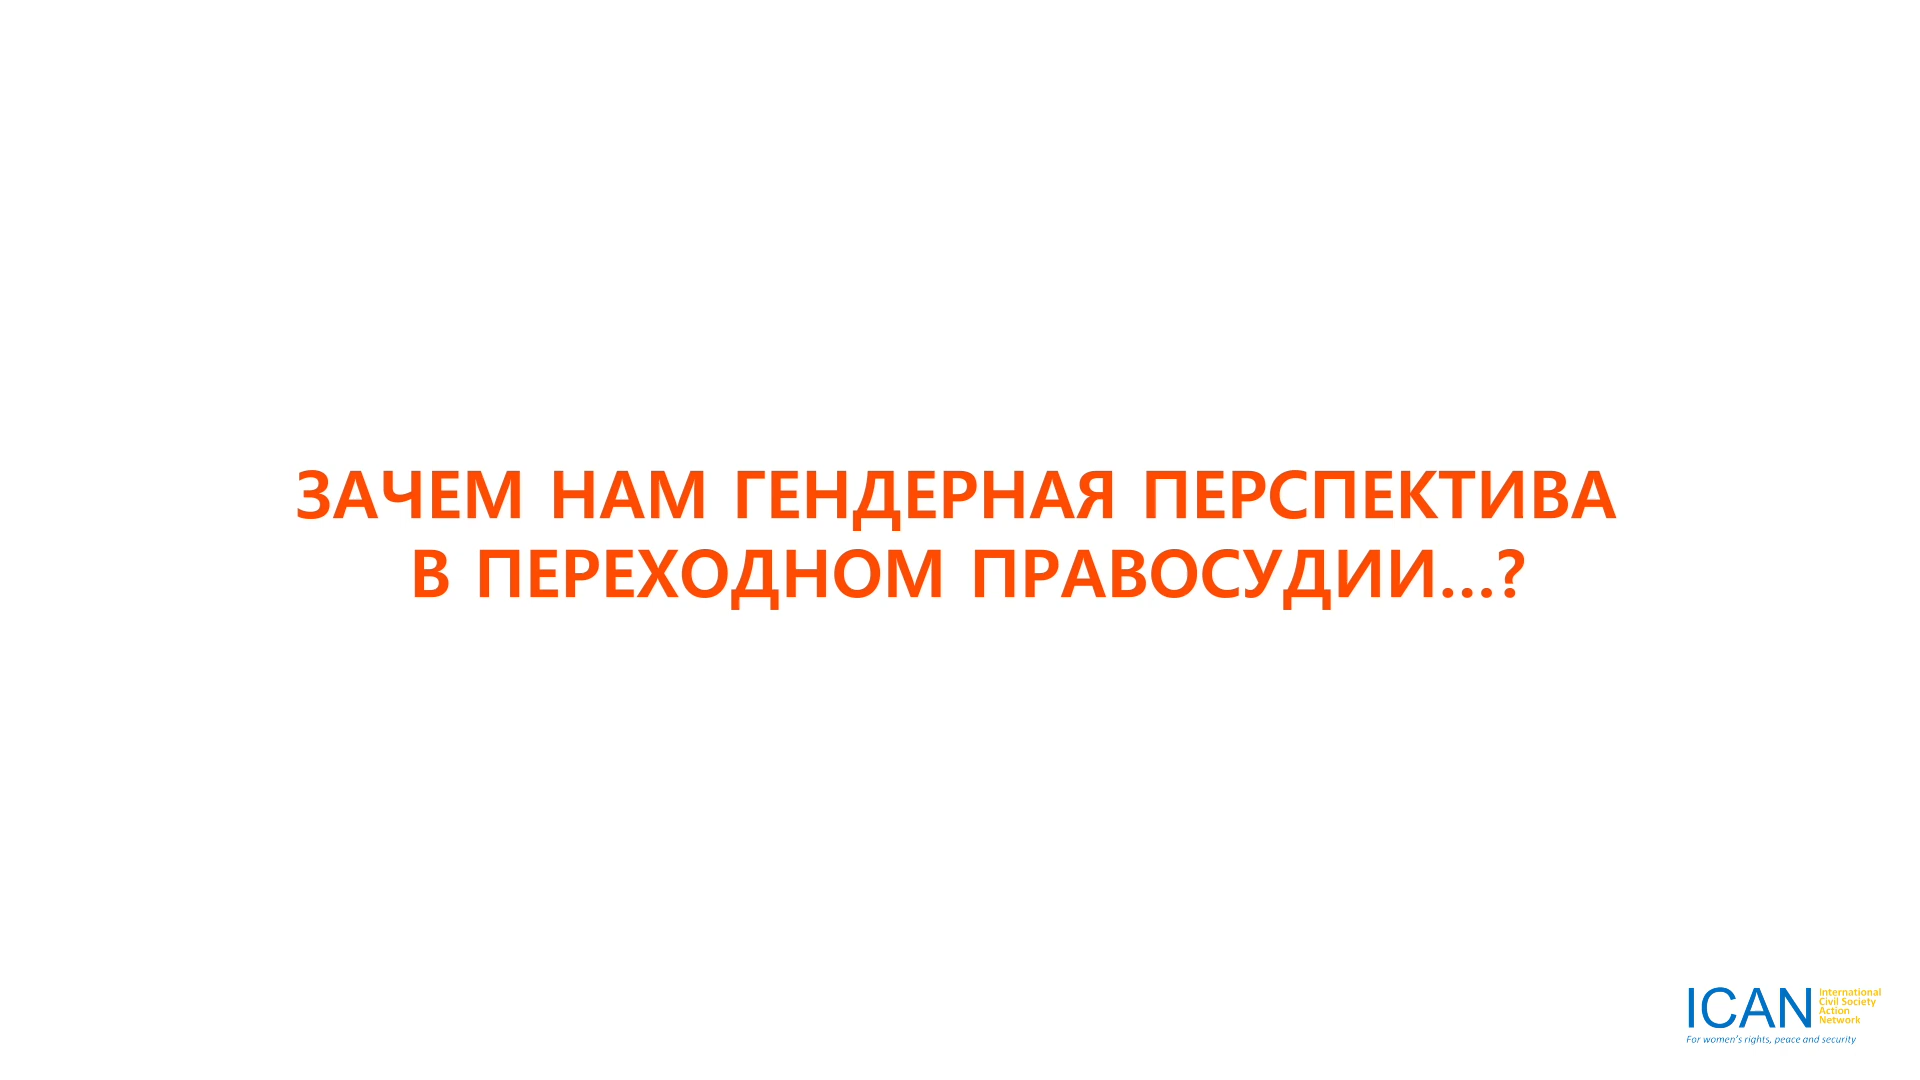 ЗАЧЕМ НАМ ГЕНДЕРНАЯ ПЕРСПЕКТИВА
В ПЕРЕХОДНОМ ПРАВОСУДИИ...?
ICAN
International
Civil Society
Action
Network
For women's rights, peace and security